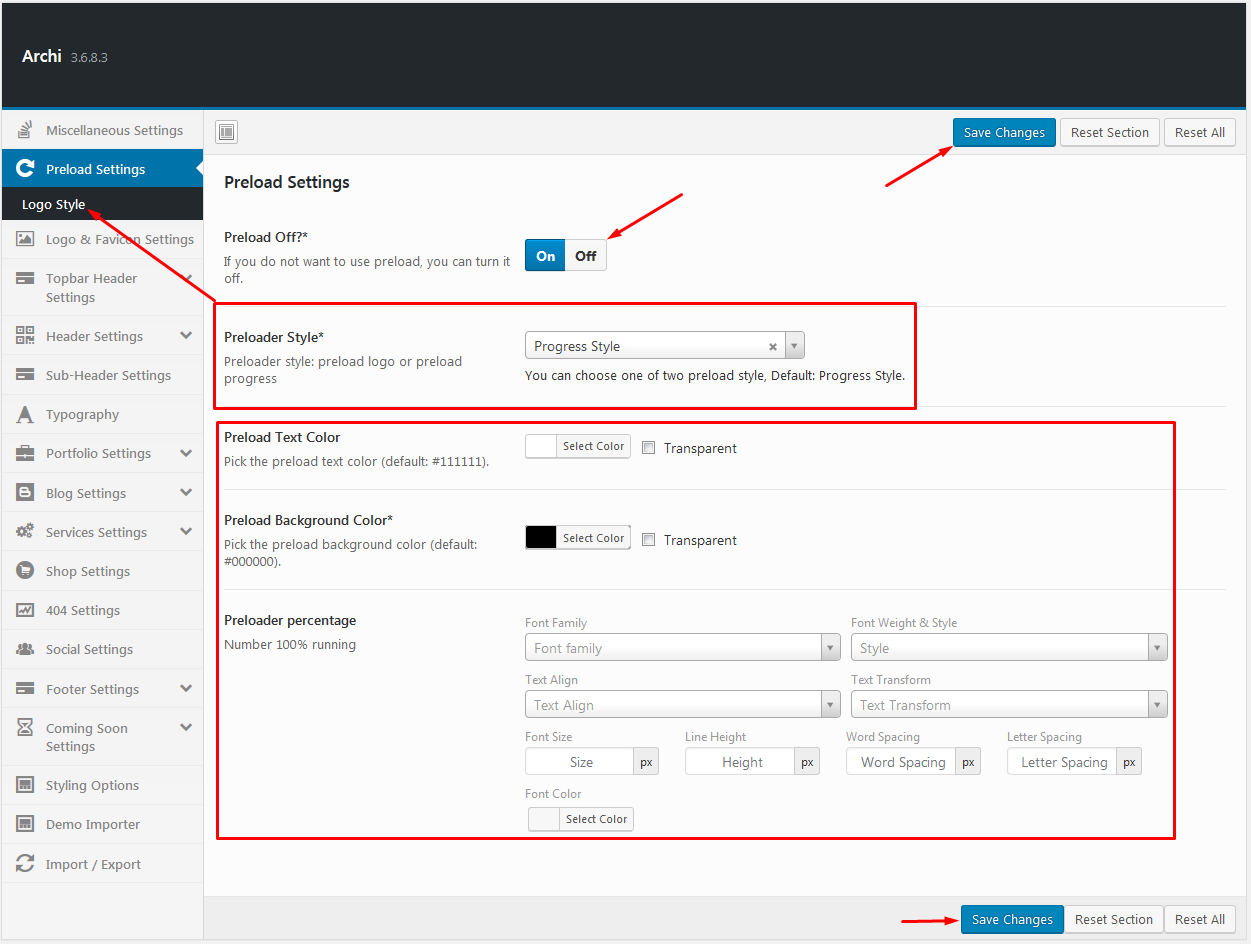 Archi 3.6.8.3
Miscellaneous Settings
Preload Settings
Logo Style
Logo & Favicon Settings
Topbar Header
Settings
Header Settings
Sub-Header Settings
Typography
Portfolio Settings
Blog Settings
Services Settings
Shop Settings
404 Settings
Social Settings
Footer Settings
Coming Soon
Settings
Styling Options
Demo Importer
Import / Export
Save Changes Reset Section Reset All
Preload Settings
Preload Off?*
If you do not want to use preload, you can turn it
off.
On Off
Preloader Style*
Preloader style: preload logo or preload
progress
Progress Style
You can choose one of two preload style, Default: Progress Style.
Preload Text Color
Pick the preload text color (default: #111111).
Select Color Transparent
Preload Background Color*
Pick the preload background color (default:
#000000).
Select Color Transparent
Preloader percentage
Number 100% running
Font Family Font Weight & Style
Font family Style
Text Align Text Transform
Text Align Text Transform
Font Size Line Height Word Spacing Letter Spacing
Size px Height px Word Spacing px Letter Spacing px
Font Color
Select Color
Save Changes Reset Section Reset All